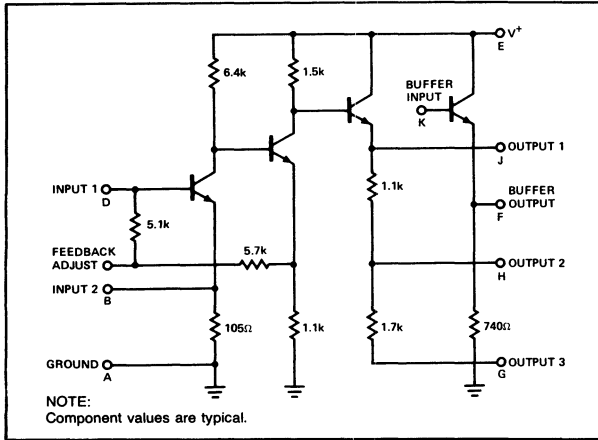 V+
E
6.4k
1.5k
BUFFER
INPUT
K
INPUT 1
D
OUTPUT 1
J
1.1k
BUFFER
OUTPUT
F
5.1k
FEEDBACK
ADJUST
5.7k
OUTPUT 2
H
INPUT 2
B
105Ω
1.1k
1.7k
740Ω
GROUND
A
OUTPUT 3
G
NOTE:
Component values are typical.